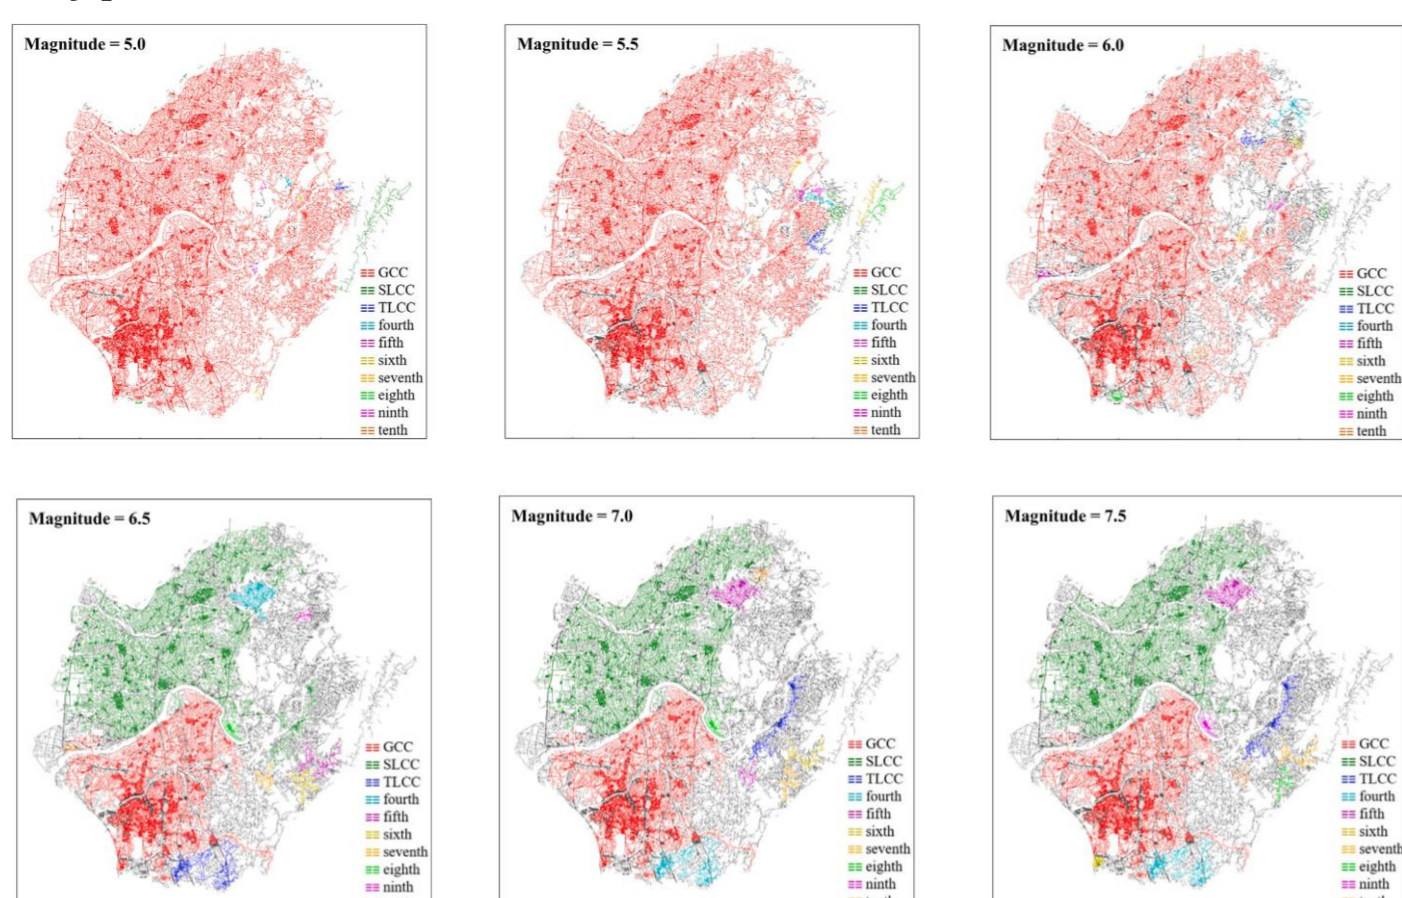 Magnitude = 5.0
GCC
SLCC
TLCC
fourth
fifth
sixth
seventh
eighth
ninth
tenth
Magnitude = 5.5
GCC
SLCC
TLCC
fourth
fifth
sixth
seventh
eighth
ninth
tenth
Magnitude = 6.0
GCC
SLCC
TLCC
fourth
fifth
sixth
seventh
eighth
ninth
tenth
Magnitude = 6.5
GCC
SLCC
TLCC
fourth
fifth
sixth
seventh
eighth
ninth
Magnitude = 7.0
GCC
SLCC
TLCC
fourth
fifth
sixth
seventh
eighth
ninth
Magnitude = 7.5
GCC
SLCC
TLCC
fourth
fifth
sixth
seventh
eighth
ninth